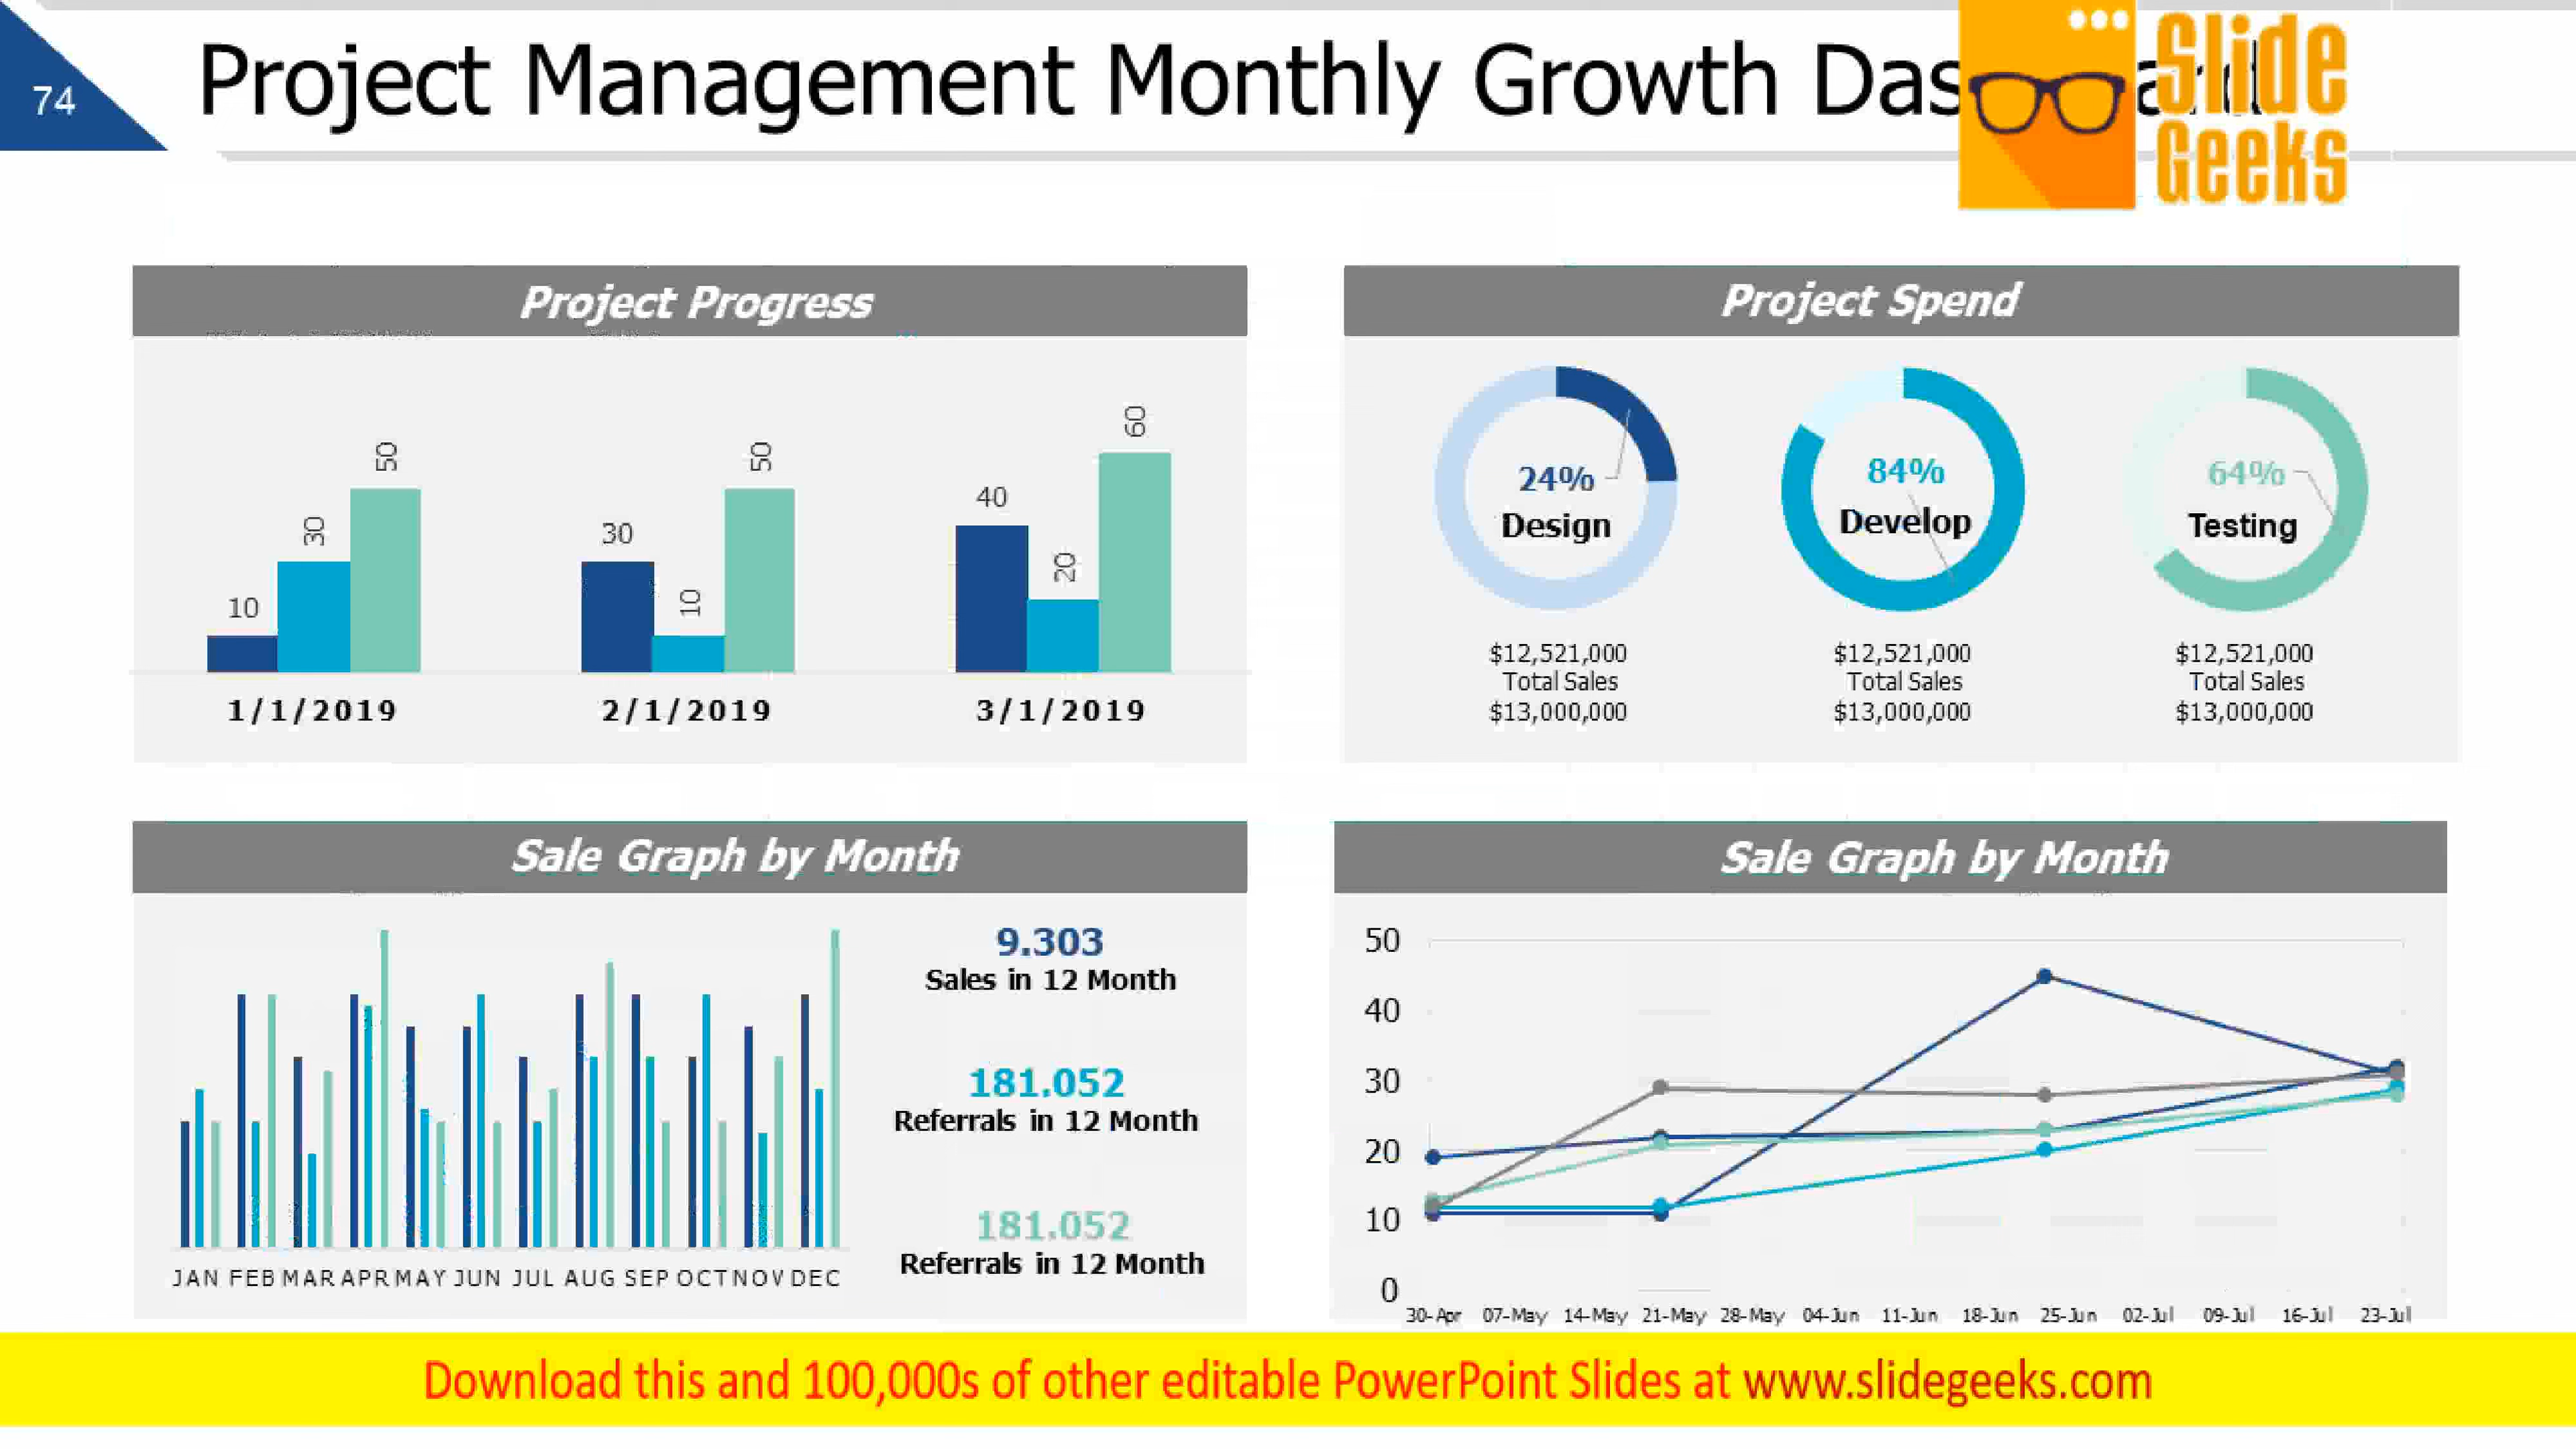 74
Project Management Monthly Growth Das
Slide
Geeks
Project Progress
10
30
50
30
10
50
40
20
60
1/1/2019
2/1/2019
3/1/2019
Project Spend
24%
Design
84%
Develop
64%
Testing
$12,521,000
Total Sales
$13,000,000
$12,521,000
Total Sales
$13,000,000
$12,521,000
Total Sales
$13,000,000
Sale Graph by Month
JAN FEB MAR APR MAY JUN JUL AUG SEP OCT NOV DEC
9.303
Sales in 12 Month
181.052
Referrals in 12 Month
181.052
Referrals in 12 Month
Sale Graph by Month
50
40
30
20
10
0
30-Apr 07-May 14-May 21-May 28-May 04-Jun 11-Jun 18-Jun 25-Jun 02-Jul 09-Jul 16-Jul 23-Jul
Download this and 100,000s of other editable PowerPoint Slides at www.slidegeeks.com